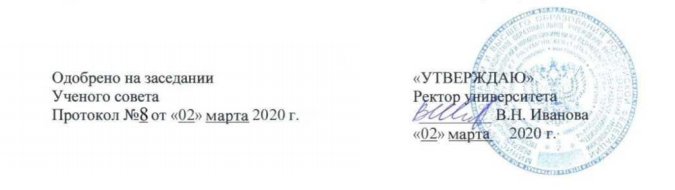 Одобрено на заседании
Ученого совета
Протокол №8 от «02» марта 2020 г.
«УТВЕРЖДАЮ»
Ректор университета
В.Н. Иванова
«02» марта 2020 г.